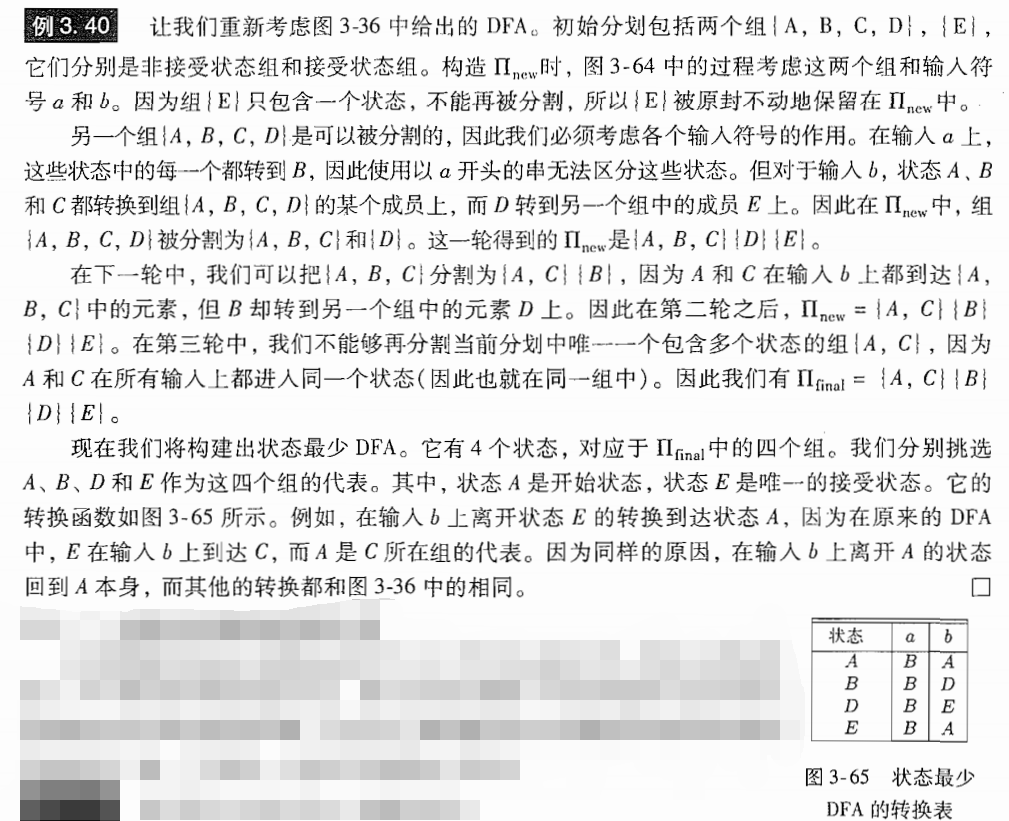 例 3.40 让我们重新考虑图 3-36 中给出的 DFA。初始分划包括两个组{A, B, C, D}, {E},
它们分别是非接受状态组和接受状态组。构造 Πnew时, 图 3-64 中的过程考虑这两个组和输入符
号 a 和 b。因为组{E}只包含一个状态, 不能再被分割, 所以{E}被原封不动地保留在 Πnew中。
另一个组{A, B, C, D}是可以被分割的, 因此我们必须考虑各个输入符号的作用。在输入 a 上,
这些状态中的每一个都转到 B, 因此使用以 a 开头的串无法区分这些状态。但对于输入 b, 状态 A、B
和 C 都转换到组{A, B, C, D}的某个成员上, 而 D 转到另一个组中的成员 E 上。因此在 Πnew中, 组
{A, B, C, D}被分割为{A, B, C}和{D}。这一轮得到的 Πnew是{A, B, C}{D}{E}。
在下一轮中, 我们可以把{A, B, C}分割为{A, C}{B}, 因为 A 和 C 在输入 b 上都到达{A,
B, C}中的元素, 但 B 却转到另一个组中的元素 D 上。因此在第二轮之后, Πnew = {A, C}{B}
{D}{E}。在第三轮中, 我们不能够再分割当前分划中唯一一个包含多个状态的组{A, C}, 因为
A 和 C 在所有输入上都进入同一个状态(因此也就在同一组中)。因此我们有 Πfinal = {A, C}{B}
{D}{E}。
现在我们将构建出状态最少 DFA。它有 4 个状态, 对应于 Πfinal中的四个组。我们分别挑选
A、B、D 和 E 作为这四个组的代表。其中, 状态 A 是开始状态, 状态 E 是唯一的接受状态。它的
转换函数如图 3-65 所示。例如, 在输入 b 上离开状态 E 的转换到达状态 A, 因为在原来的 DFA
中, E 在输入 b 上到达 C, 而 A 是 C 所在组的代表。因为同样的原因, 在输入 b 上离开 A 的状态
回到 A 本身, 而其他的转换都和图 3-36 中的相同。 □
状态 a b
A B A
B B D
D B E
E B A
图 3-65 状态最少
DFA 的转换表